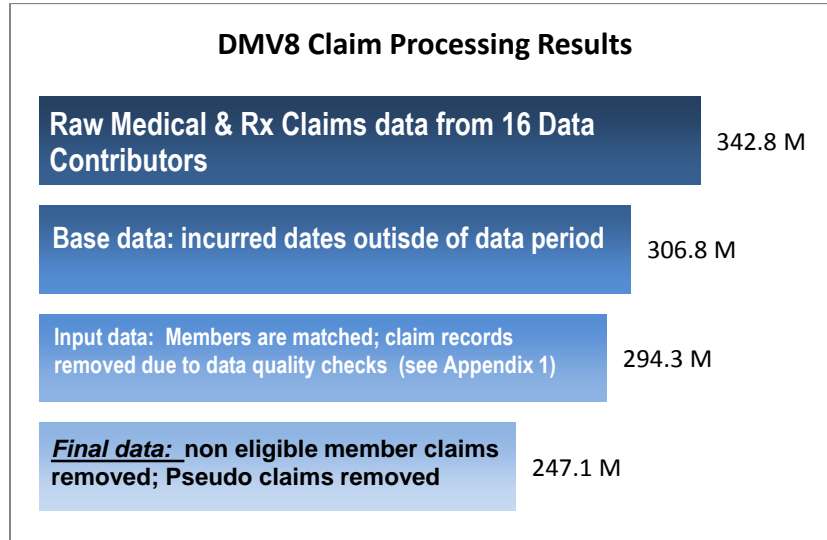 DMV8 Claim Processing Results
Raw Medical & Rx Claims data from 16 Data
Contributors
342.8 M
Base data: incurred dates outisde of data period
306.8 M
Input data: Members are matched; claim records
removed due to data quality checks (see Appendix 1)
294.3 M
Final data: non eligible member claims
removed; Pseudo claims removed
247.1 M